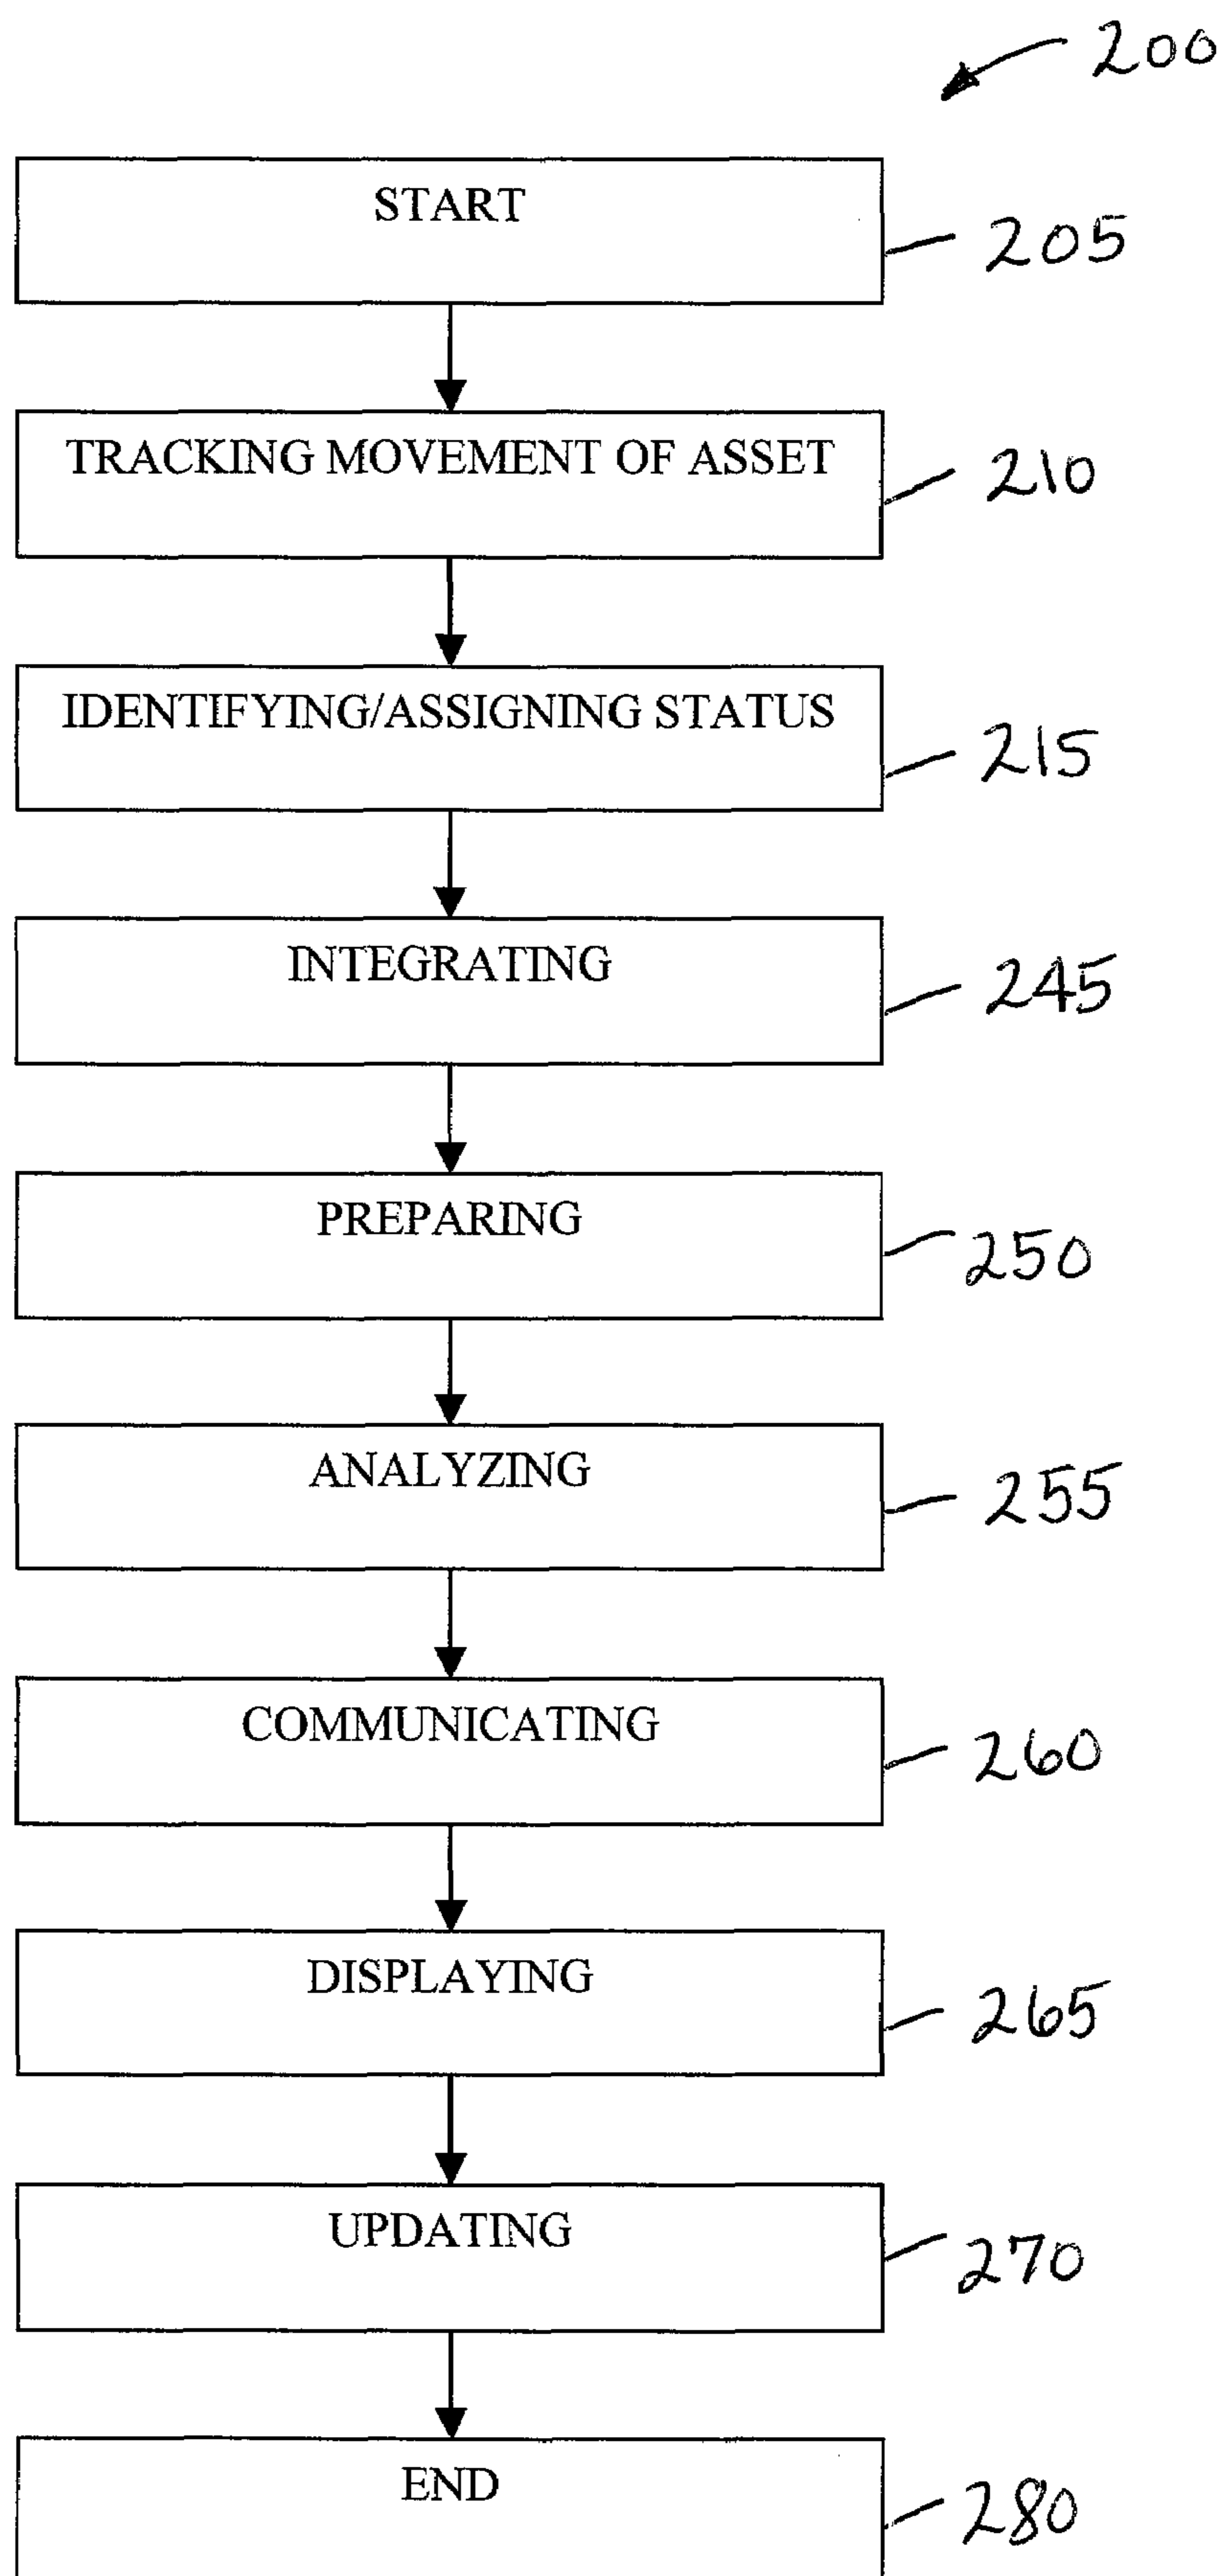 200
START
205
TRACKING MOVEMENT OF ASSET
210
IDENTIFYING/ASSIGNING STATUS
215
INTEGRATING
245
PREPARING
250
ANALYZING
255
COMMUNICATING
260
DISPLAYING
265
UPDATING
270
END
280